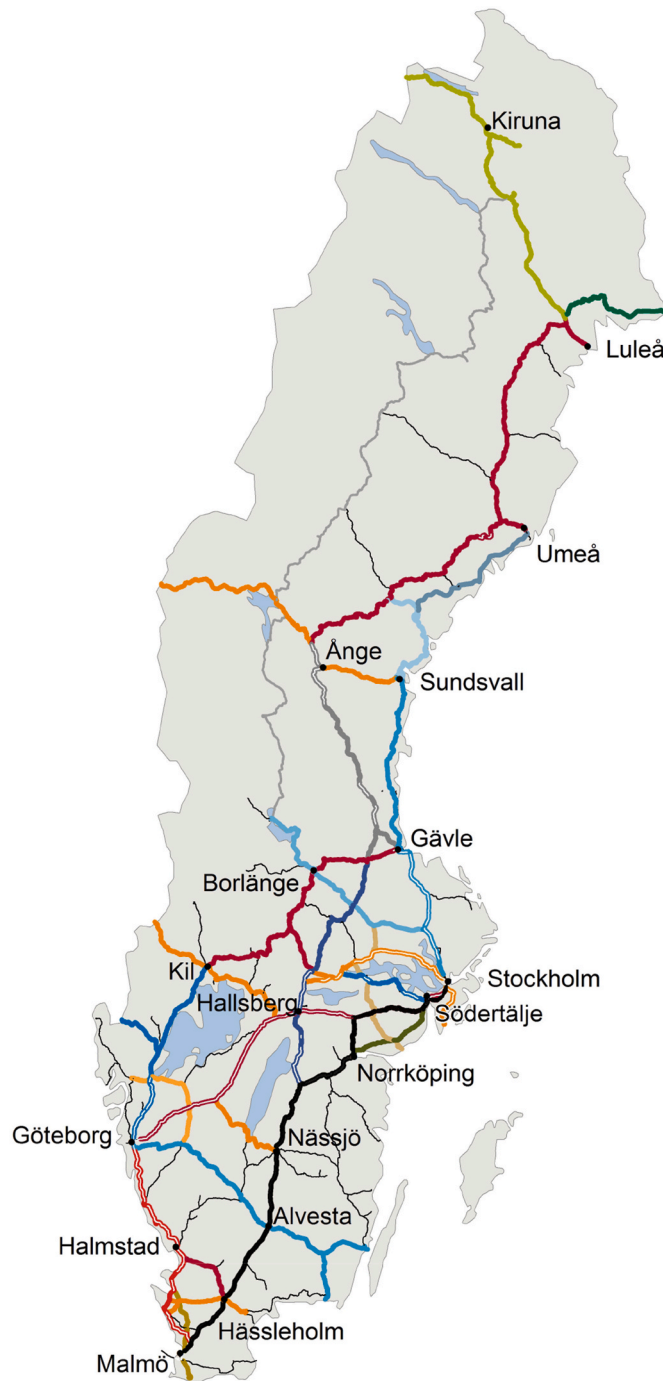 Kiruna
Luleå
Umeå
Ånge
Sundsvall
Gävle
Borlänge
Kil
Stockholm
Hallsberg
Södertälje
Norrköping
Göteborg
Nässjö
Alvesta
Halmstad
Hässleholm
Malmö